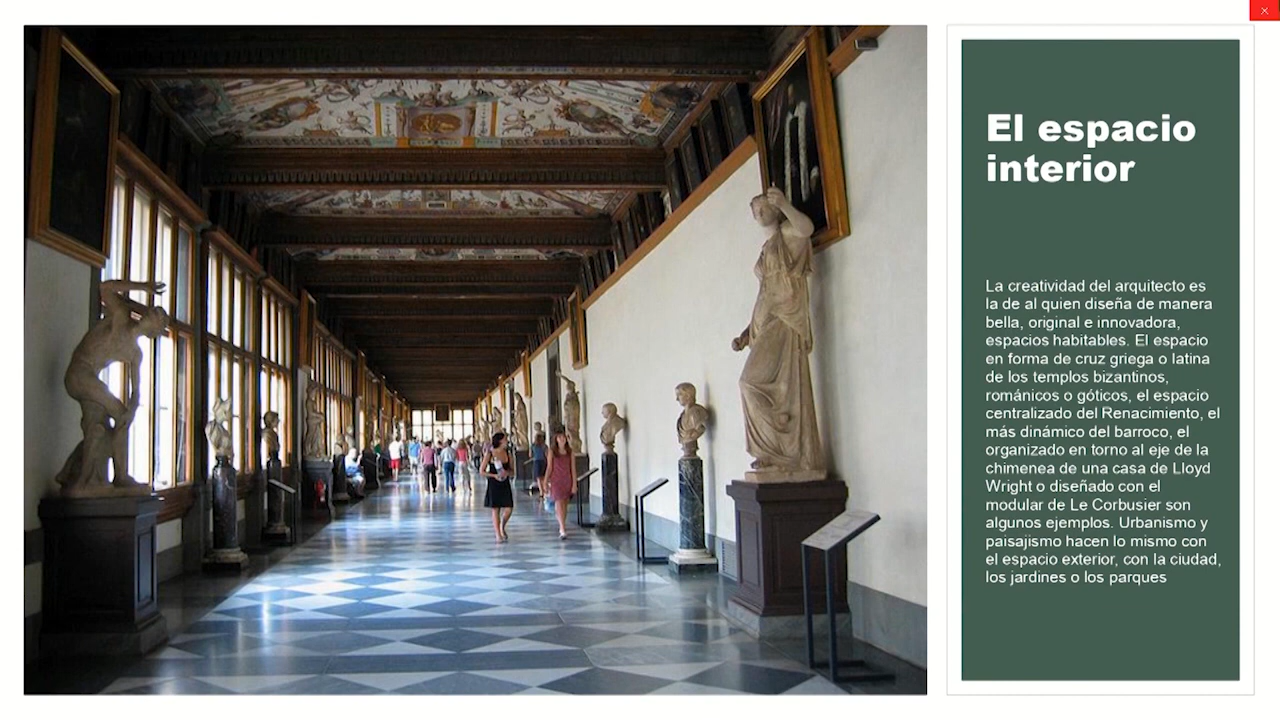 El espacio
interior
La creatividad del arquitecto es
la de al quien diseña de manera
bella, original e innovadora,
espacios habitables. El espacio
en forma de cruz griega o latina
de los templos bizantinos,
románicos o góticos, el espacio
centralizado del Renacimiento, el
más dinámico del barroco, el
organizado en torno al eje de la
chimenea de una casa de Lloyd
Wright o diseñado con el
modular de Le Corbusier son
algunos ejemplos. Urbanismo y
paisajismo hacen lo mismo con
el espacio exterior, con la ciudad,
los jardines o los parques